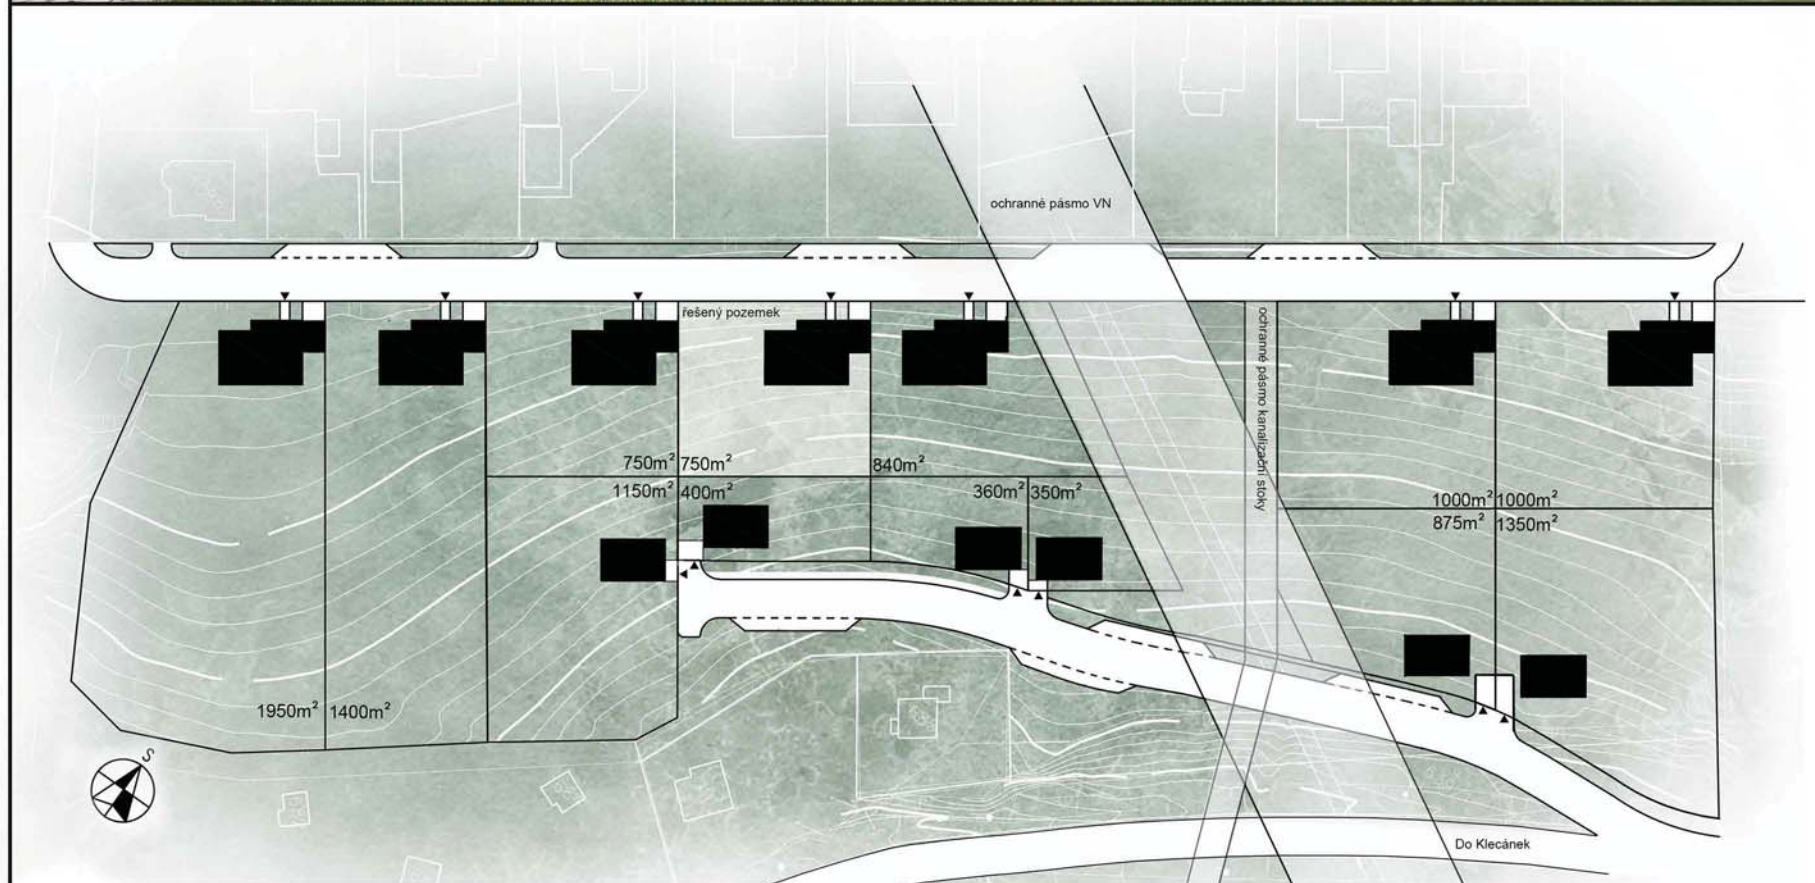 ochranné pásmo VN
řešený pozemek
ochranné pásmo kanalizační stoky
750m² 750m²
840m²
1150m² 400m²
360m² 350m²
1000m² 1000m²
875m² 1350m²
1950m² 1400m²
S
Do Klecánek